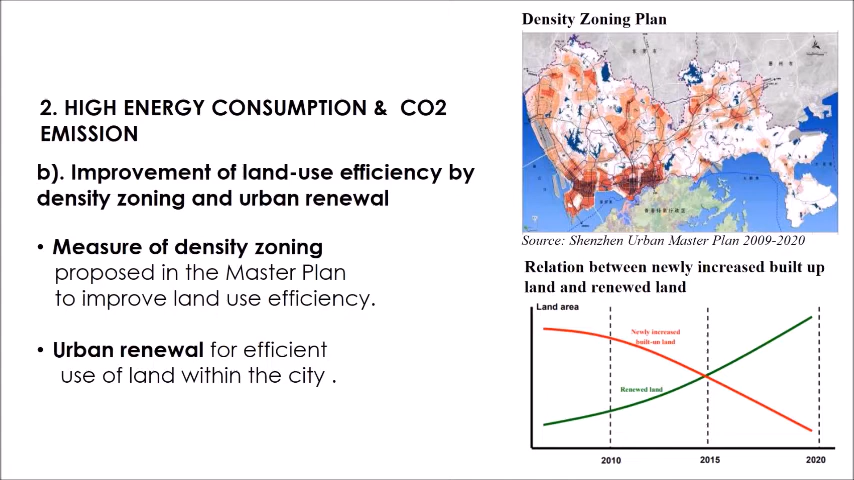 2. HIGH ENERGY CONSUMPTION & CO2
EMISSION
b). Improvement of land-use efficiency by
density zoning and urban renewal
• Measure of density zoning
proposed in the Master Plan
to improve land use efficiency.
• Urban renewal for efficient
use of land within the city .
Density Zoning Plan
Source: Shenzhen Urban Master Plan 2009-2020
Relation between newly increased built up
land and renewed land
Land area
Newly increased
built-on land
Renewed land
2010
2015
2020